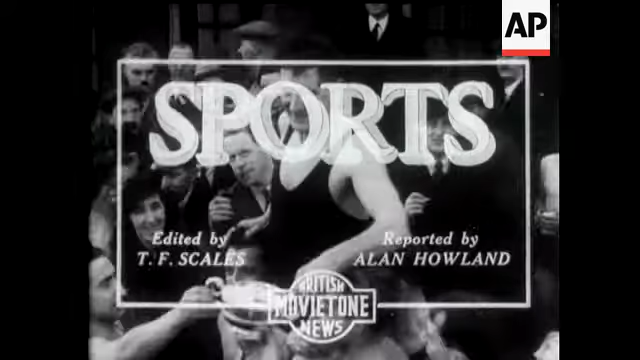 AP
SPORTS
Edited by
T. F. SCALES
Reported by
ALAN HOWLAND
BRITISH
MOVIETONE
NEWS